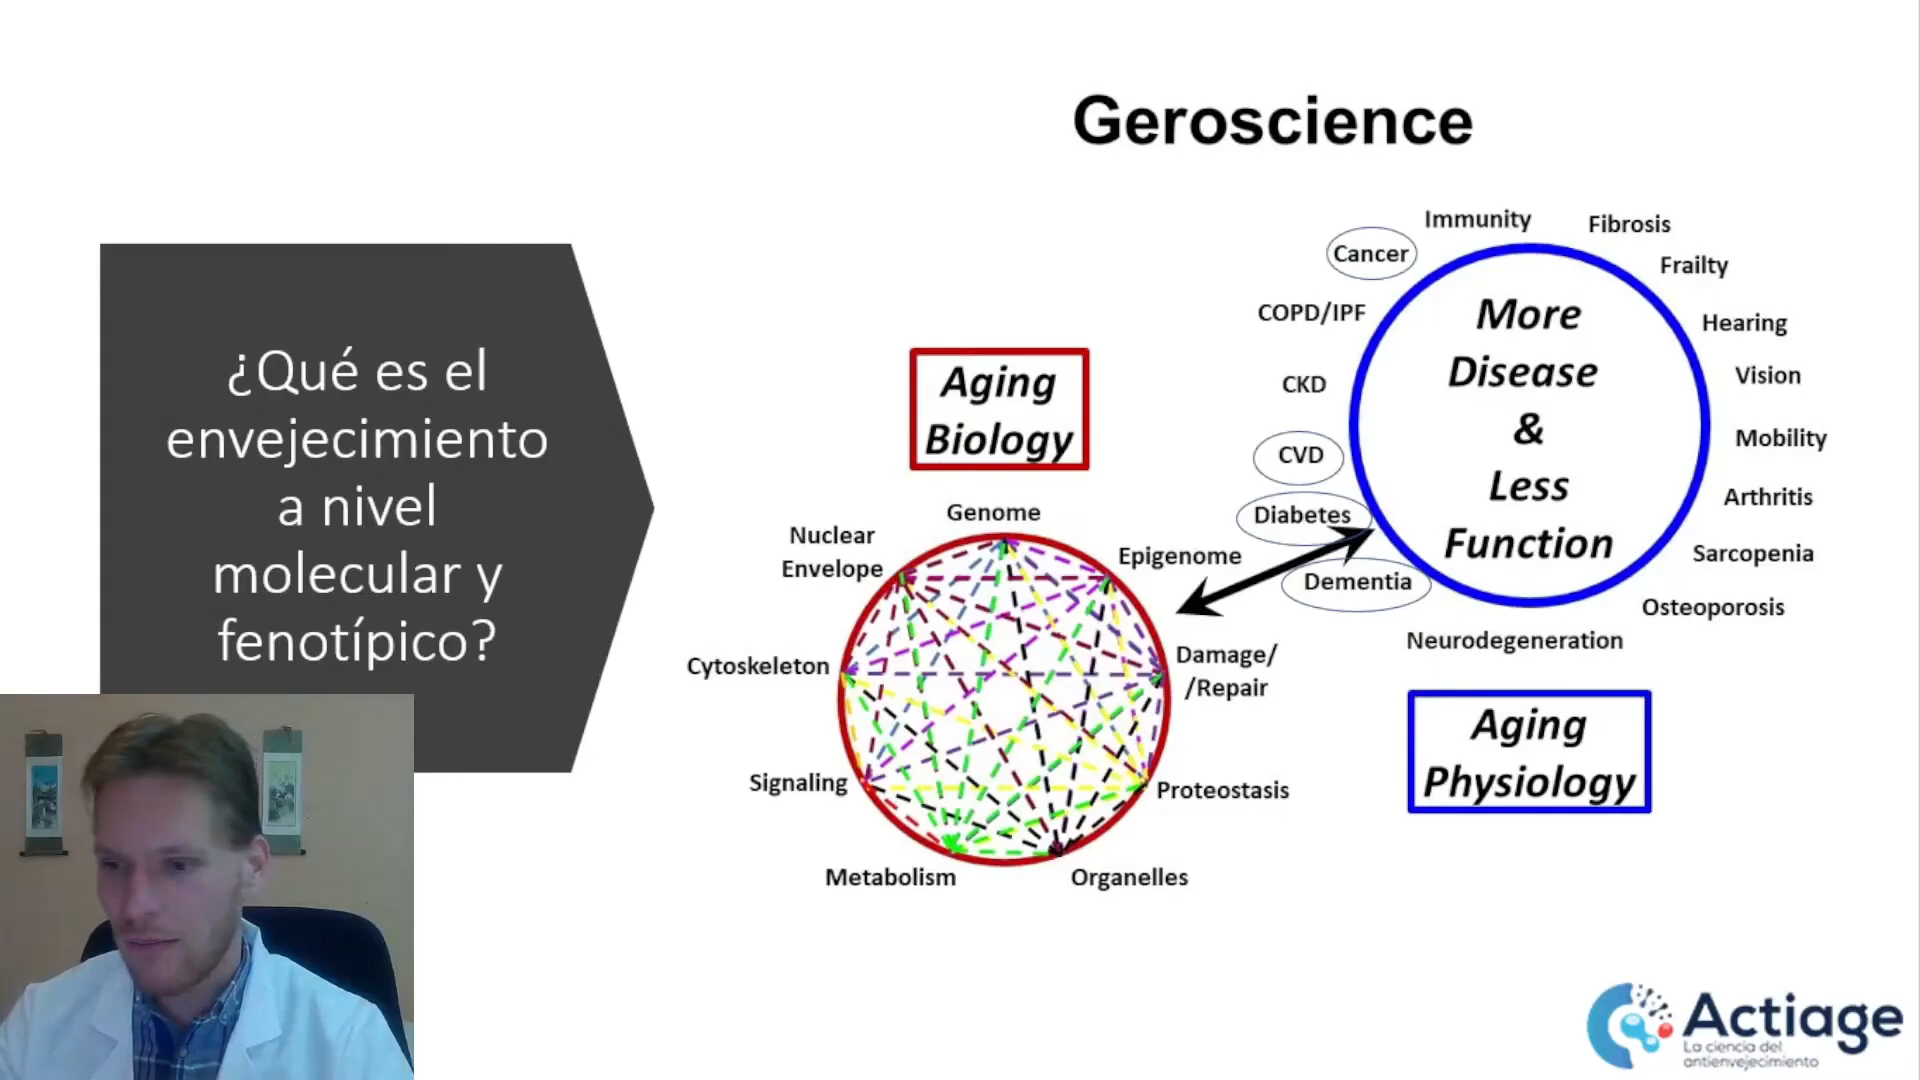 Geroscience
¿Qué es el
envejecimiento
a nivel
molecular y
fenotípico?
Aging
Biology
Genome
Nuclear
Envelope
Epigenome
Cytoskeleton
Damage/
/Repair
Signaling
Proteostasis
Metabolism
Organelles
Immunity
Fibrosis
Cancer
Frailty
COPD/IPF
Hearing
CKD
Vision
CVD
Mobility
Diabetes
Arthritis
Dementia
Sarcopenia
Osteoporosis
Neurodegeneration
More
Disease
&
Less
Function
Aging
Physiology
Actiage
La ciencia del
antienvejecimiento